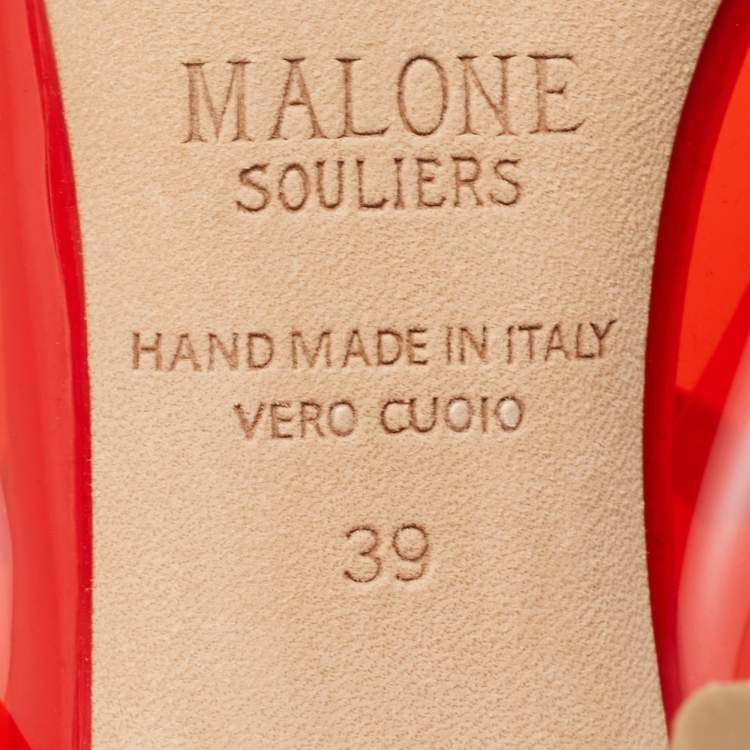 MALONE
SOULIERS
HAND MADE IN ITALY
VERO CUOIO
39